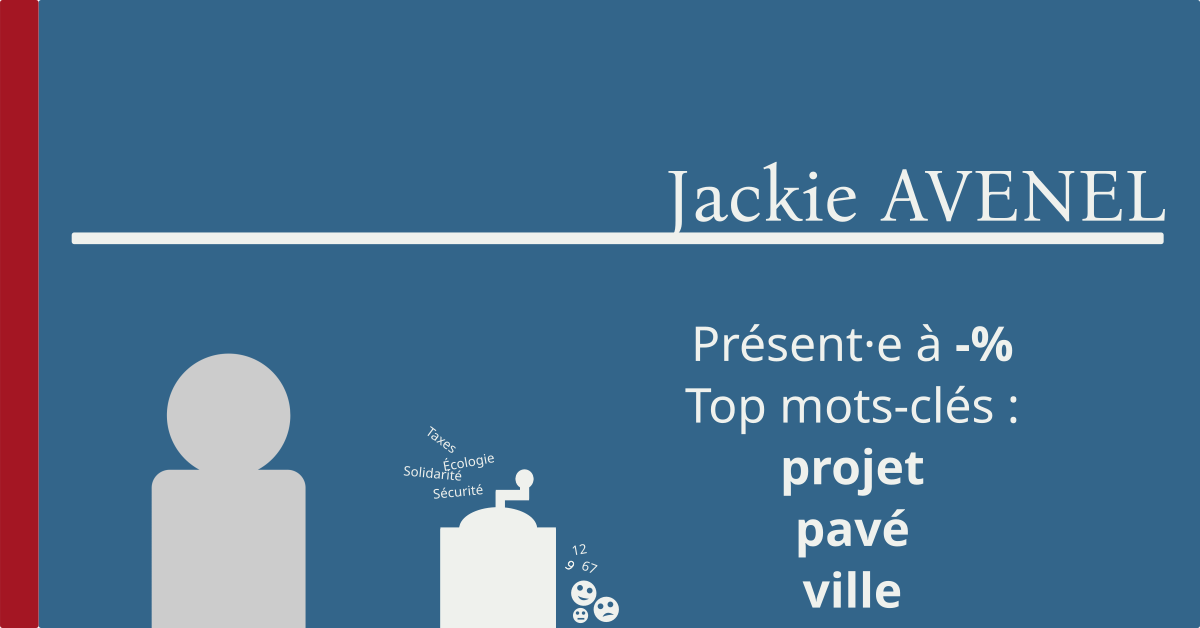 Jackie AVENEL
Présent·e à -%
Top mots-clés :
projet
pavé
ville
Taxes
Écologie
Solidarité
Sécurité
12
9 67